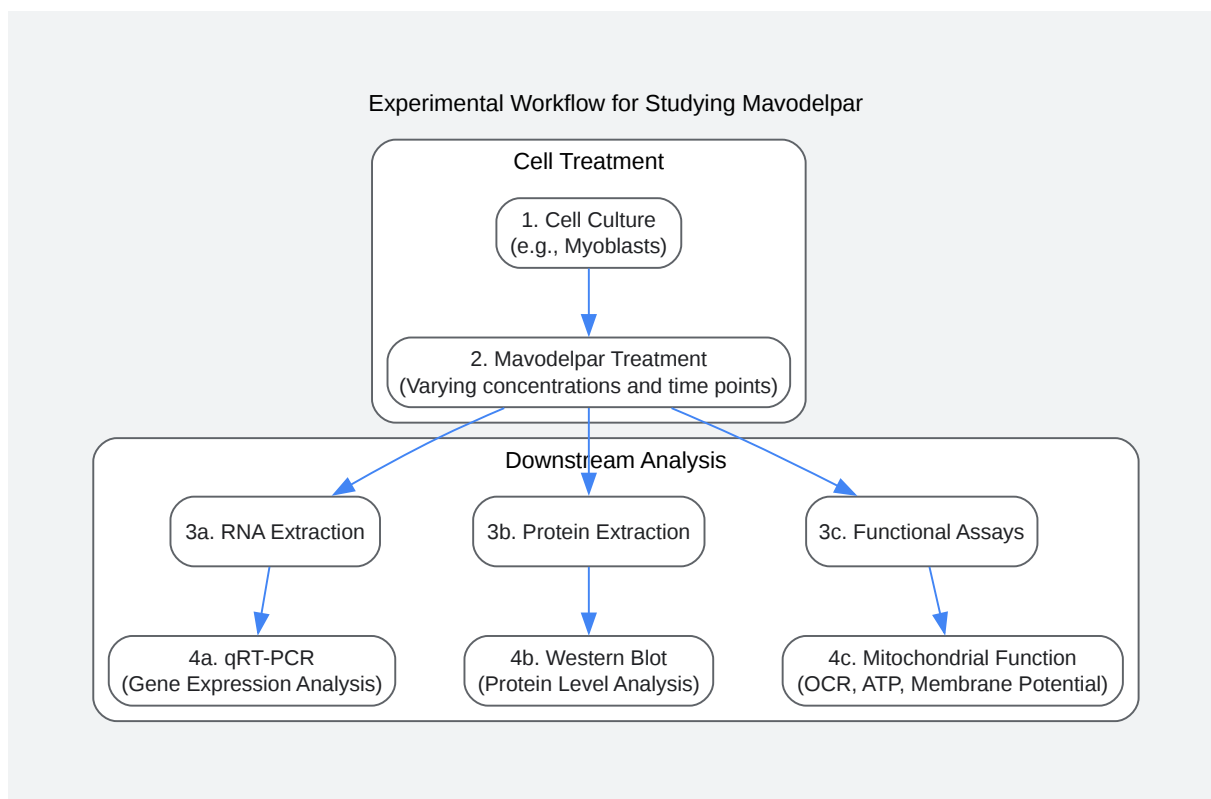 Experimental Workflow for Studying Mavodelpar
Cell Treatment
1. Cell Culture
(e.g., Myoblasts)
2. Mavodelpar Treatment
(Varying concentrations and time points)
Downstream Analysis
3a. RNA Extraction
3b. Protein Extraction
3c. Functional Assays
4a. qRT-PCR
(Gene Expression Analysis)
4b. Western Blot
(Protein Level Analysis)
4c. Mitochondrial Function
(OCR, ATP, Membrane Potential)